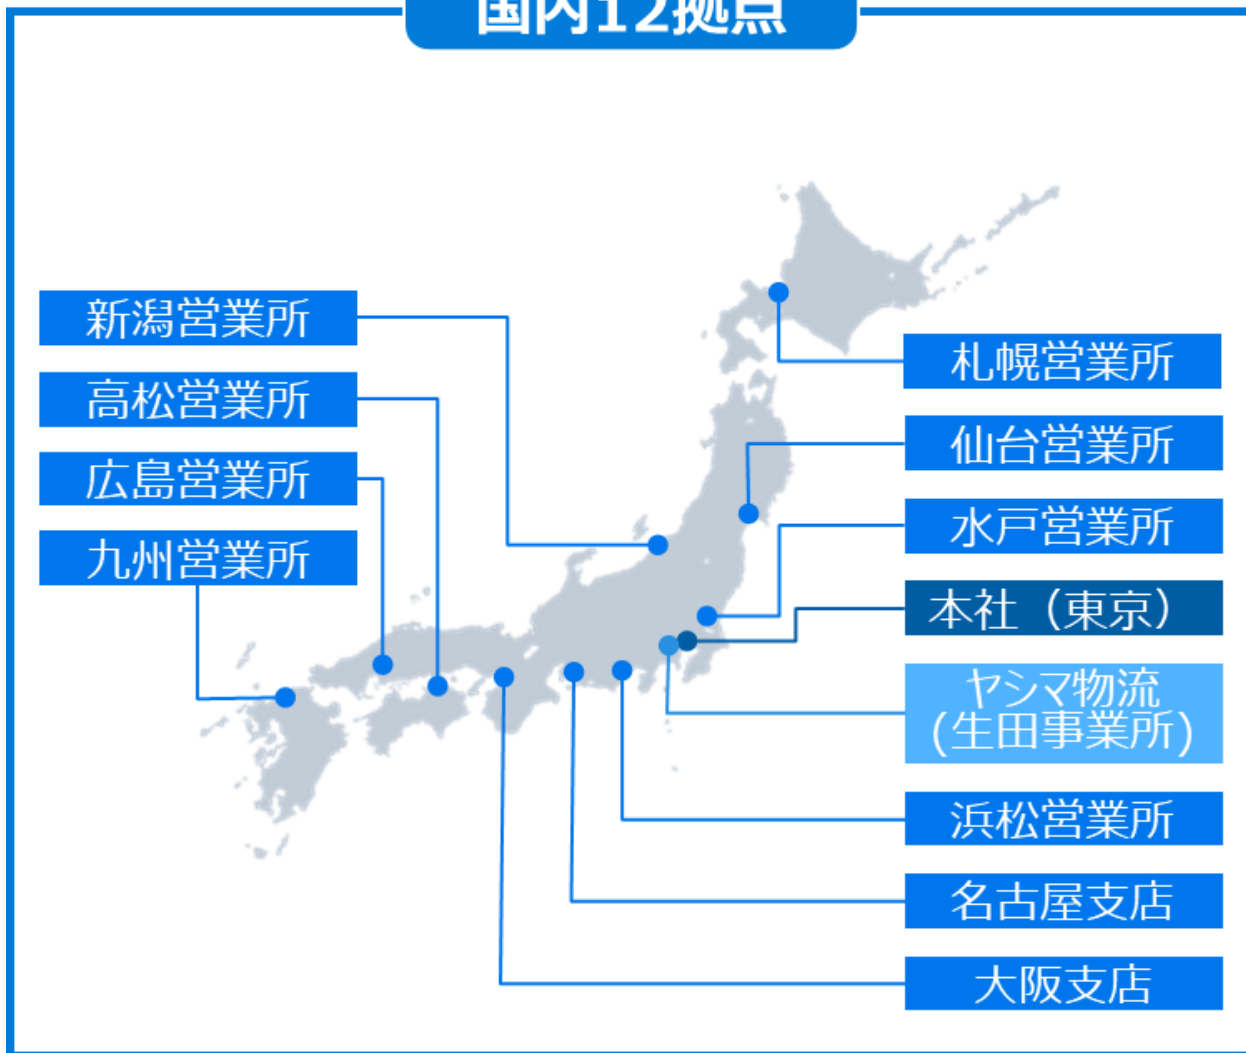 国内12拠点
新潟営業所
高松営業所
広島営業所
九州営業所
札幌営業所
仙台営業所
水戸営業所
本社（東京）
ヤシマ物流
(生田事業所)
浜松営業所
名古屋支店
大阪支店